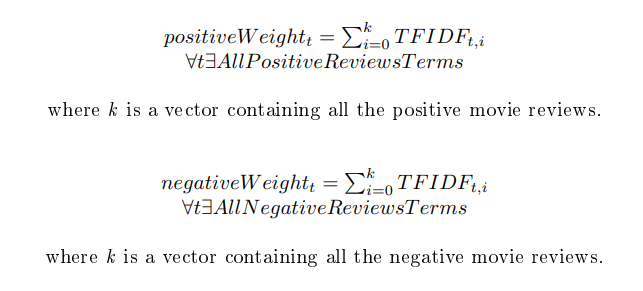 positiveWeight_t = ∑_{i=0}^{k} TFIDF_{t,i}
∀t∃AllPositiveReviewsTerms
where k is a vector containing all the positive movie reviews.
negativeWeight_t = ∑_{i=0}^{k} TFIDF_{t,i}
∀t∃AllNegativeReviewsTerms
where k is a vector containing all the negative movie reviews.